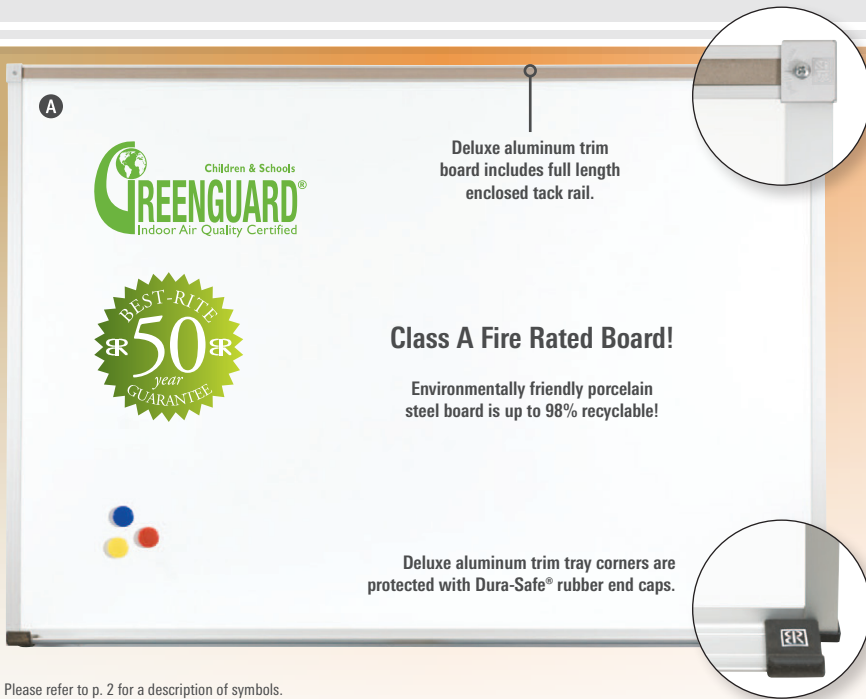 A
Deluxe aluminum trim
board includes full length
enclosed tack rail.
Children & Schools
GREENGUARD®
Indoor Air Quality Certified
BEST-RITE
BR 50 BR
year
GUARANTEE
Class A Fire Rated Board!
Environmentally friendly porcelain
steel board is up to 98% recyclable!
Deluxe aluminum trim tray corners are
protected with Dura-Safe® rubber end caps.
BR
Please refer to p. 2 for a description of symbols.